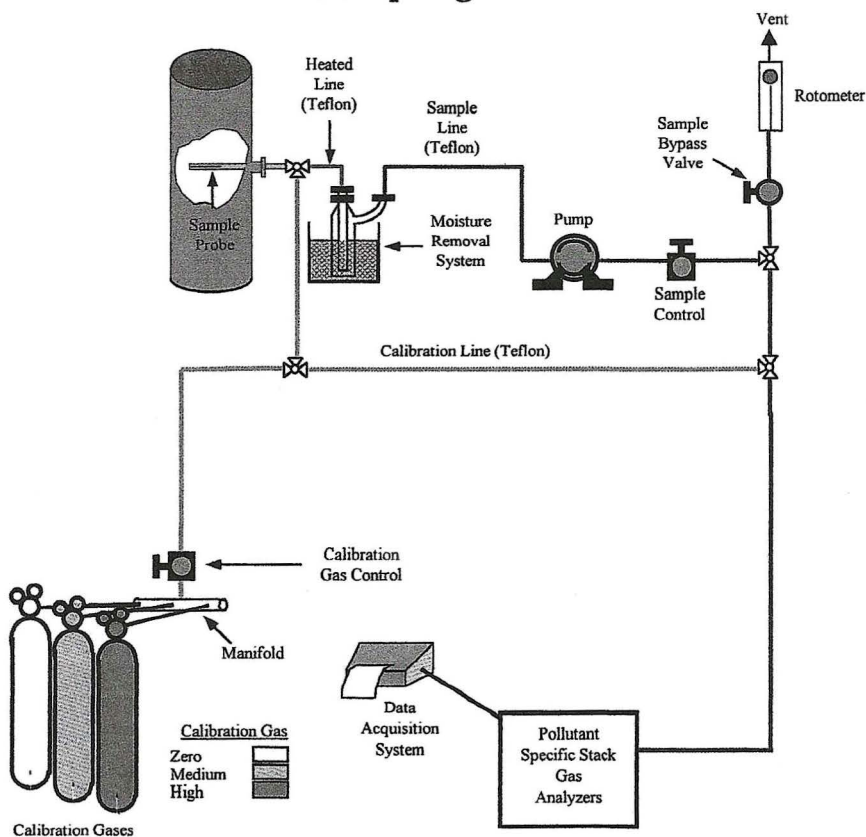 Vent
Heated
Line
(Teflon)
Rotometer
Sample
Line
(Teflon)
Sample
Bypass
Valve
Sample
Probe
Moisture
Removal
System
Pump
Sample
Control
Calibration Line (Teflon)
Calibration
Gas Control
Manifold
Data
Acquisition
System
Calibration Gas
Zero
Medium
High
Pollutant
Specific Stack
Gas
Analyzers
Calibration Gases